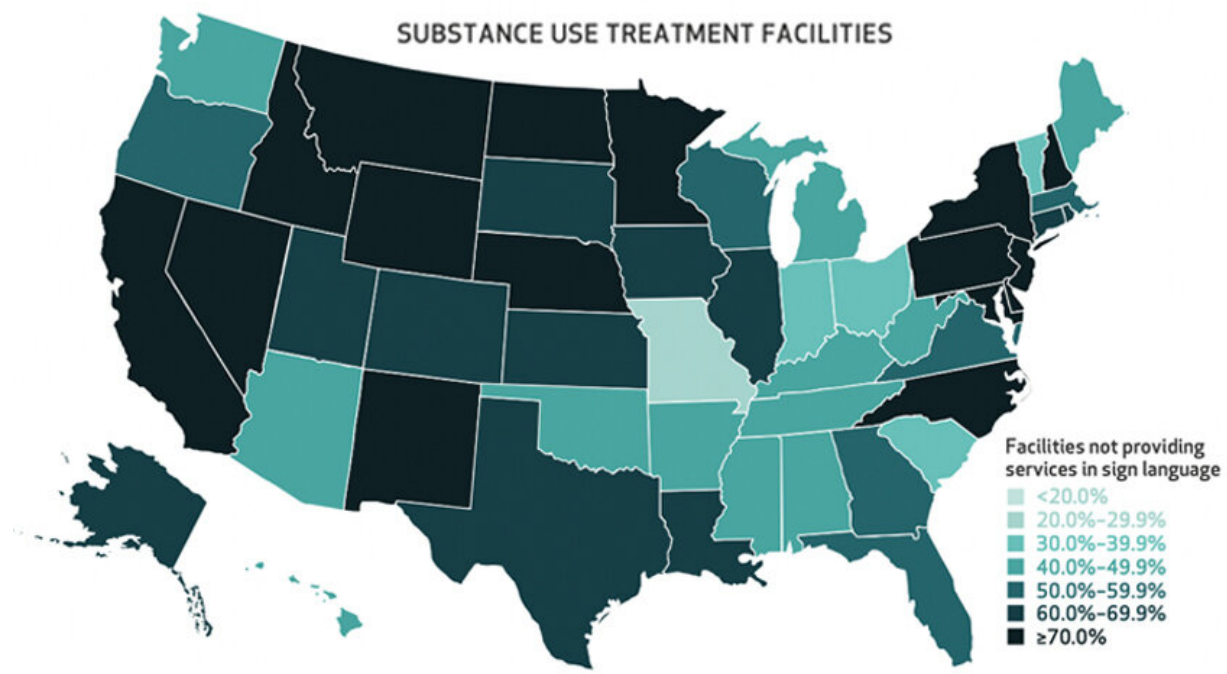 SUBSTANCE USE TREATMENT FACILITIES
Facilities not providing
services in sign language
<20.0%
20.0%–29.9%
30.0%–39.9%
40.0%–49.9%
50.0%–59.9%
60.0%–69.9%
≥70.0%